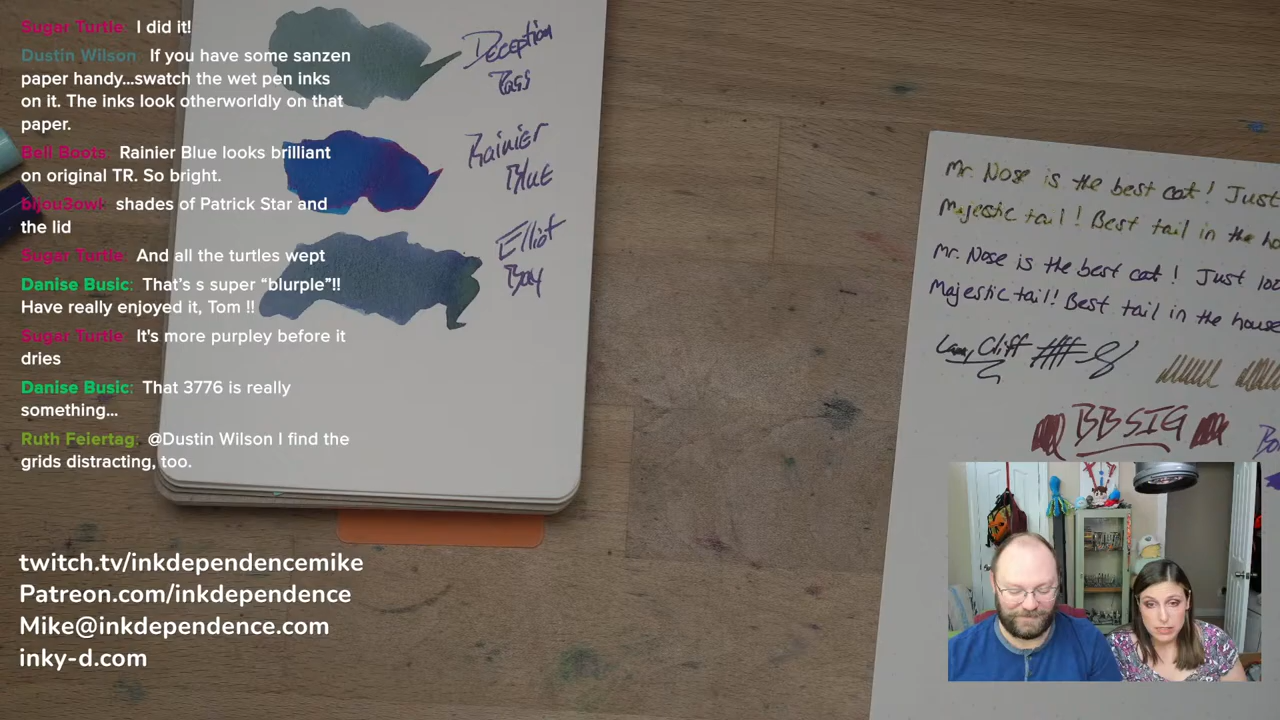 Sugar Turtle: I did it!
Dustin Wilson: If you have some sanzen
paper handy...swatch the wet pen inks
on it. The inks look otherworldly on that
paper.
Bell Boots: Rainier Blue looks brilliant
on original TR. So bright.
bijou3owl: shades of Patrick Star and
the lid
Sugar Turtle: And all the turtles wept
Danise Busic: That's s super “blurple”!!
Have really enjoyed it, Tom !!
Sugar Turtle: It's more purpley before it
dries
Danise Busic: That 3776 is really
something...
Ruth Feiertag: @Dustin Wilson I find the
grids distracting, too.
twitch.tv/inkdependencemike
Patreon.com/inkdependence
Mike@inkdependence.com
inky-d.com
Deception
Pass
Rainier
Blue
Elliot
Bay
Mr. Nose is the best cat! Just
Majestic tail! Best tail in the
Mr. Nose is the best cat! Just
Majestic tail! Best tail in the house
Cliff
BBSIG